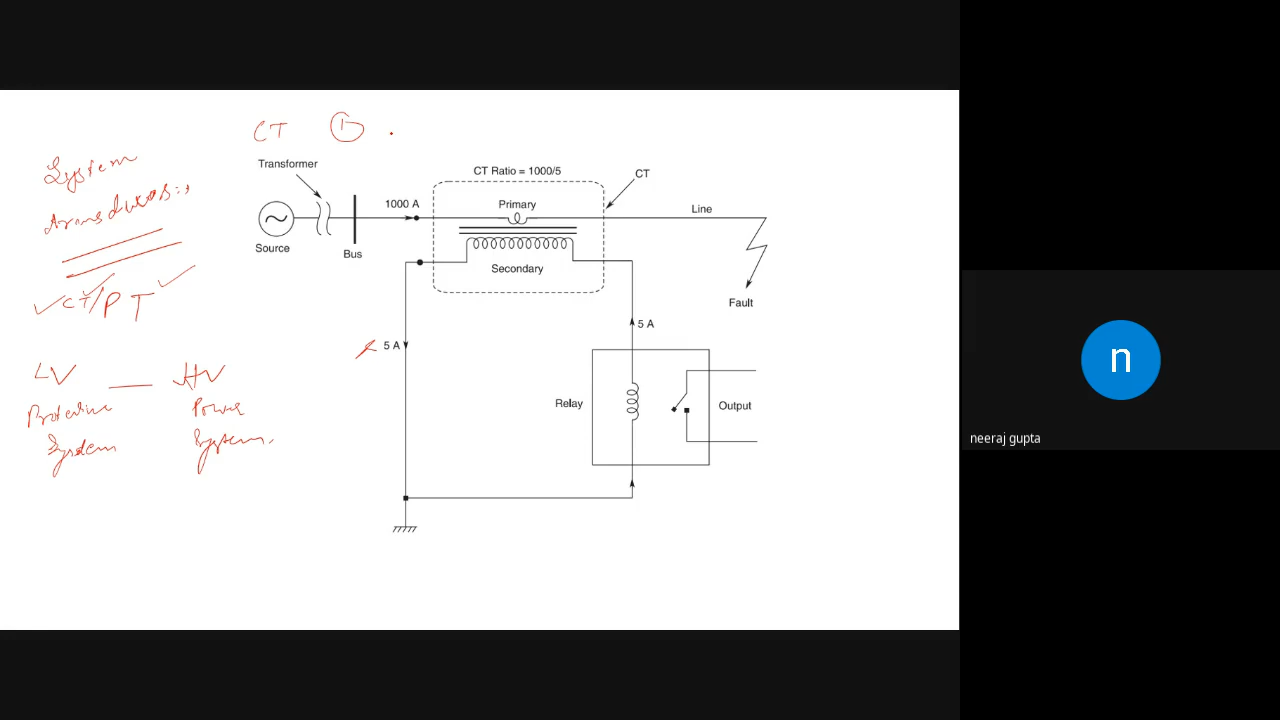 CT 1
System
Transducers
CT/PT
LV — HV
Protective Power
System System
Transformer
CT Ratio = 1000/5
CT
1000 A
Primary
Line
Source
Bus
Secondary
Fault
5 A
5 A
Relay
Output
n
neeraj gupta